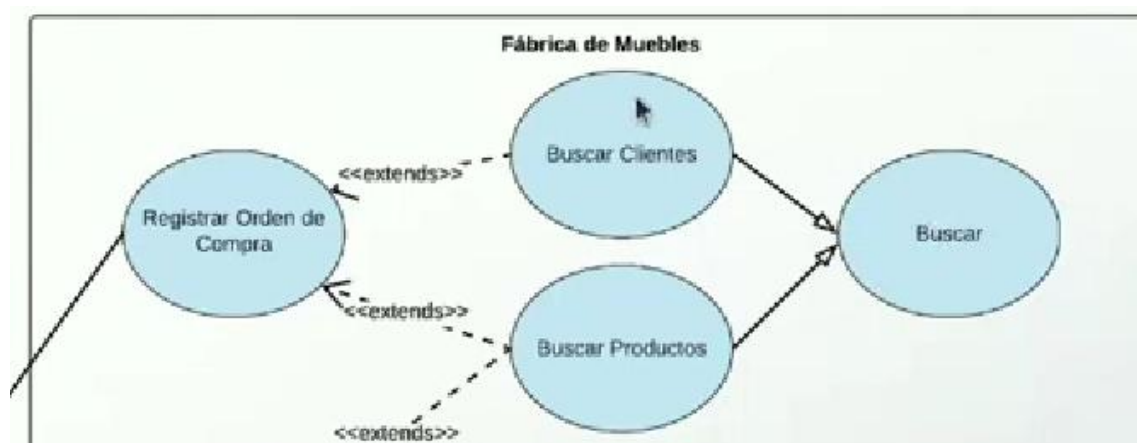 Fábrica de Muebles
Buscar Clientes
<<extends>>
Registrar Orden de
Compra
Buscar
<<extends>>
Buscar Productos
<<extends>>